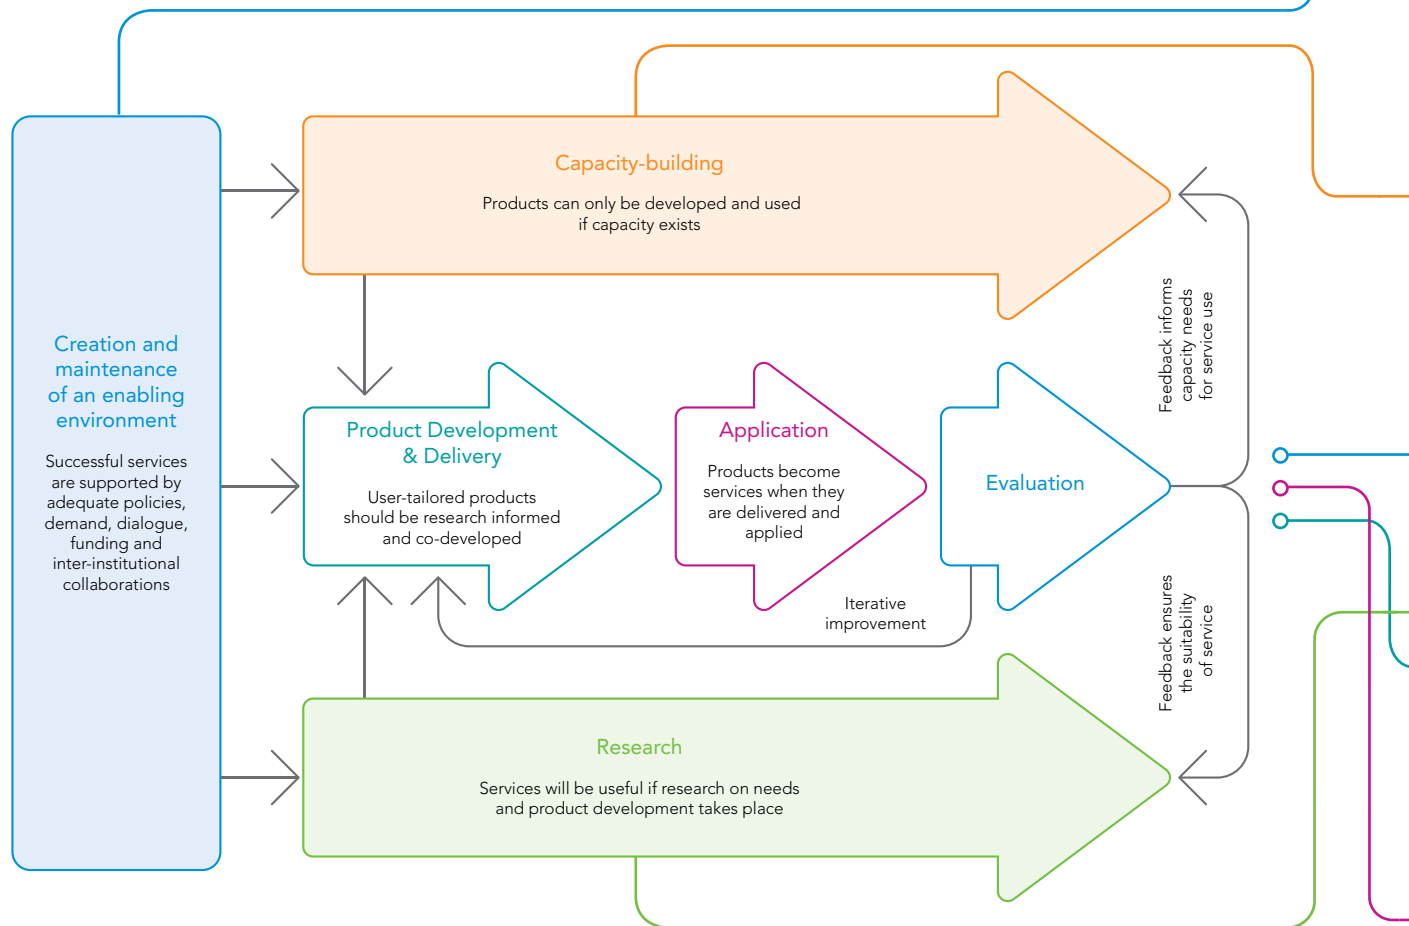 Creation and
maintenance
of an enabling
environment
Successful services
are supported by
adequate policies,
demand, dialogue,
funding and
inter-institutional
collaborations
Capacity-building
Products can only be developed and used
if capacity exists
Product Development
& Delivery
User-tailored products
should be research informed
and co-developed
Application
Products become
services when they
are delivered and
applied
Evaluation
Iterative
improvement
Feedback informs
capacity needs
for service use
Feedback ensures
the suitability
of service
Research
Services will be useful if research on needs
and product development takes place